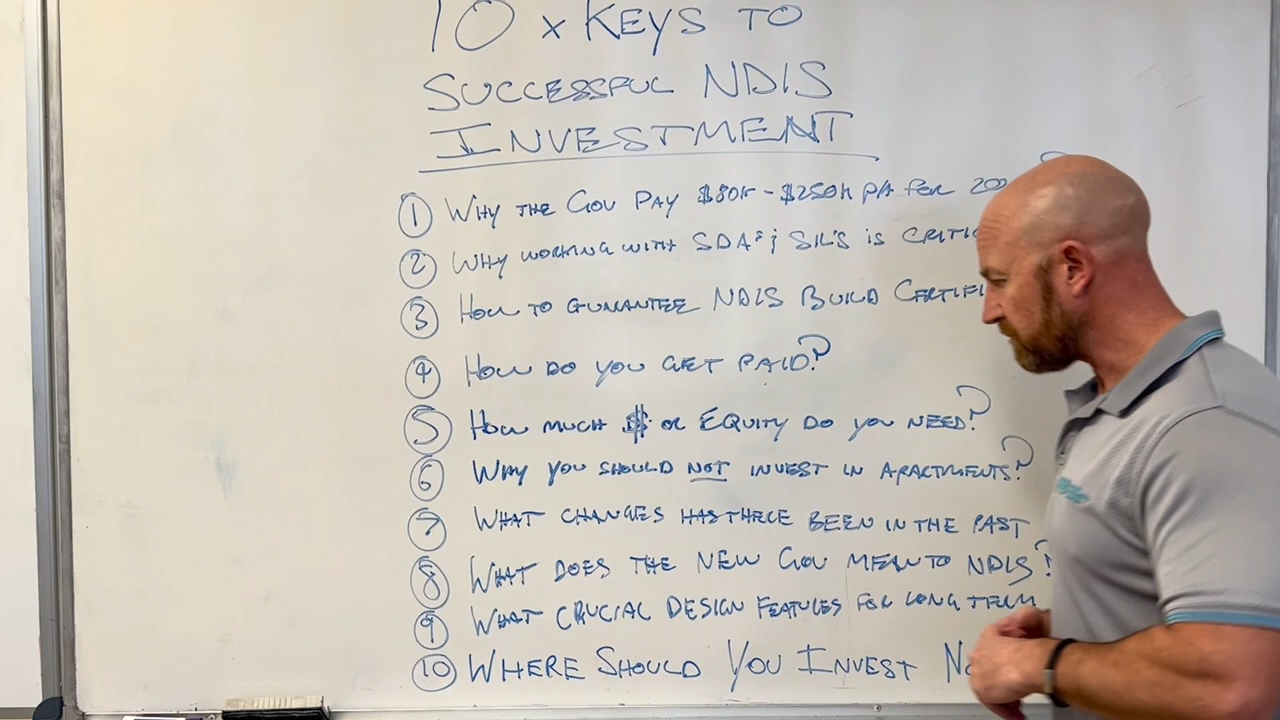 10 x KEYS TO
SUCCESSFUL NDIS
INVESTMENT
1 WHY THE GOV PAY $80K - $250K PA FOR 20
2 WHY WORKING WITH SDA'S & SIL'S IS CRITIC
3 HOW TO GUARANTEE NDIS BUILD CERTIFI
4 HOW DO YOU GET PAID?
5 HOW MUCH $ OR EQUITY DO YOU NEED?
6 WHY YOU SHOULD NOT INVEST IN APARTMENTS?
7 WHAT CHANGES HAS THERE BEEN IN THE PAST
8 WHAT DOES THE NEW GOV MEAN TO NDIS?
9 WHAT CRUCIAL DESIGN FEATURES FOR LONG TERM
10 WHERE SHOULD YOU INVEST NO